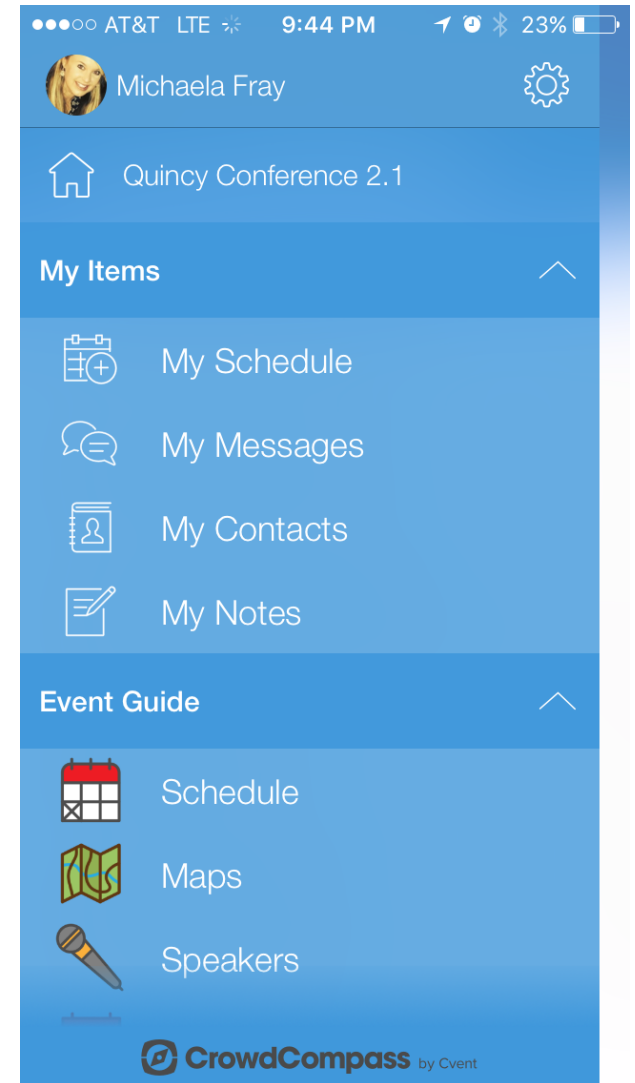 AT&T LTE 9:44 PM 23%
Michaela Fray
Quincy Conference 2.1
My Items
My Schedule
My Messages
My Contacts
My Notes
Event Guide
Schedule
Maps
Speakers
CrowdCompass by Cvent